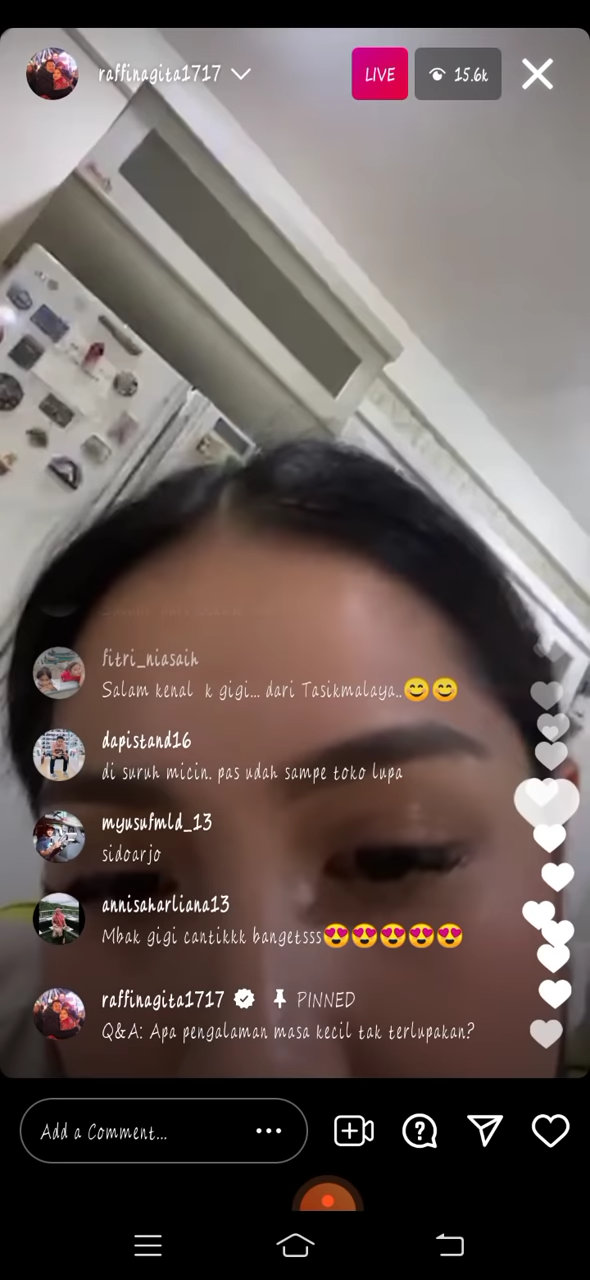 raffinagita1717
LIVE
15.6k
fitri_niasaih
Salam kenal k gigi... dari Tasikmalaya..😊😊
dapistand16
di suruh micin. pas udah sampe toko lupa
myusufmld_13
sidoarjo
annisaharliana13
Mbak gigi cantikkk bangetsss😍😍😍😍😍
raffinagita1717 PINNED
Q&A: Apa pengalaman masa kecil tak terlupakan?
Add a Comment...